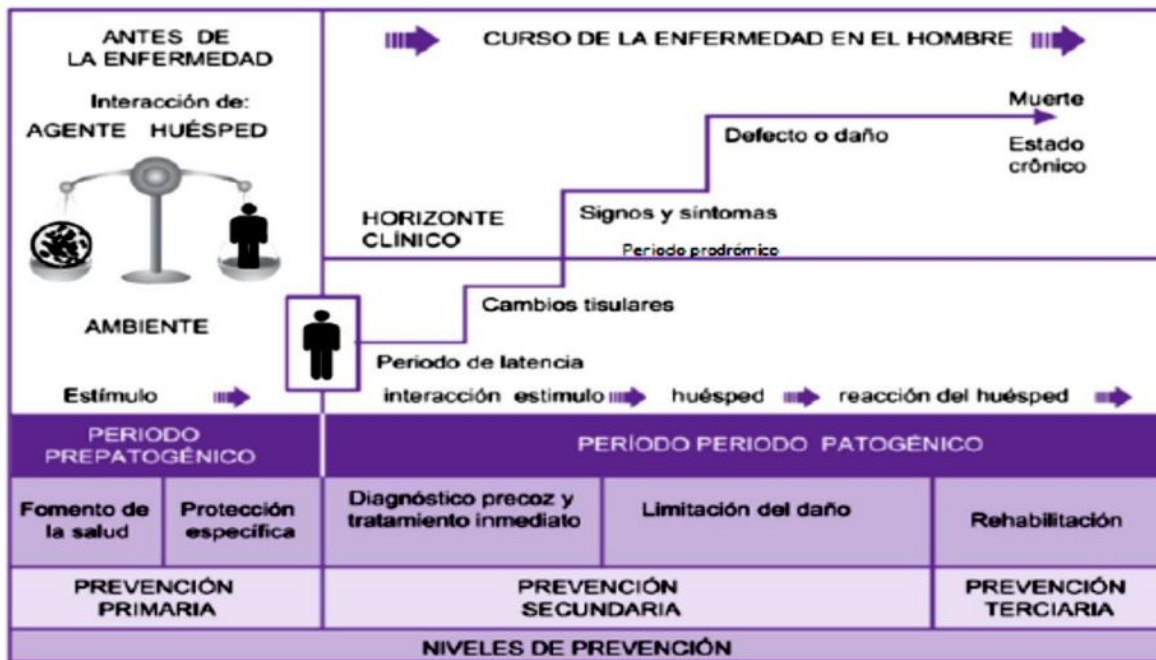 ANTES DE
LA ENFERMEDAD
Interacción de:
AGENTE HUÉSPED
AMBIENTE
Estímulo
CURSO DE LA ENFERMEDAD EN EL HOMBRE
Muerte
Defecto o daño
Estado
crônico
Signos y síntomas
HORIZONTE
CLÍNICO
Periodo prodrómico
Cambios tisulares
Periodo de latencia
interacción estimulo huésped reacción del huésped
PERIODO
PREPATOGÉNICO
PERÍODO PERIODO PATOGÉNICO
Fomento de
la salud
Protección
específica
Diagnóstico precoz y
tratamiento inmediato
Limitación del daño
Rehabilitación
PREVENCIÓN
PRIMARIA
PREVENCIÓN
SECUNDARIA
PREVENCIÓN
TERCIARIA
NIVELES DE PREVENCIÓN